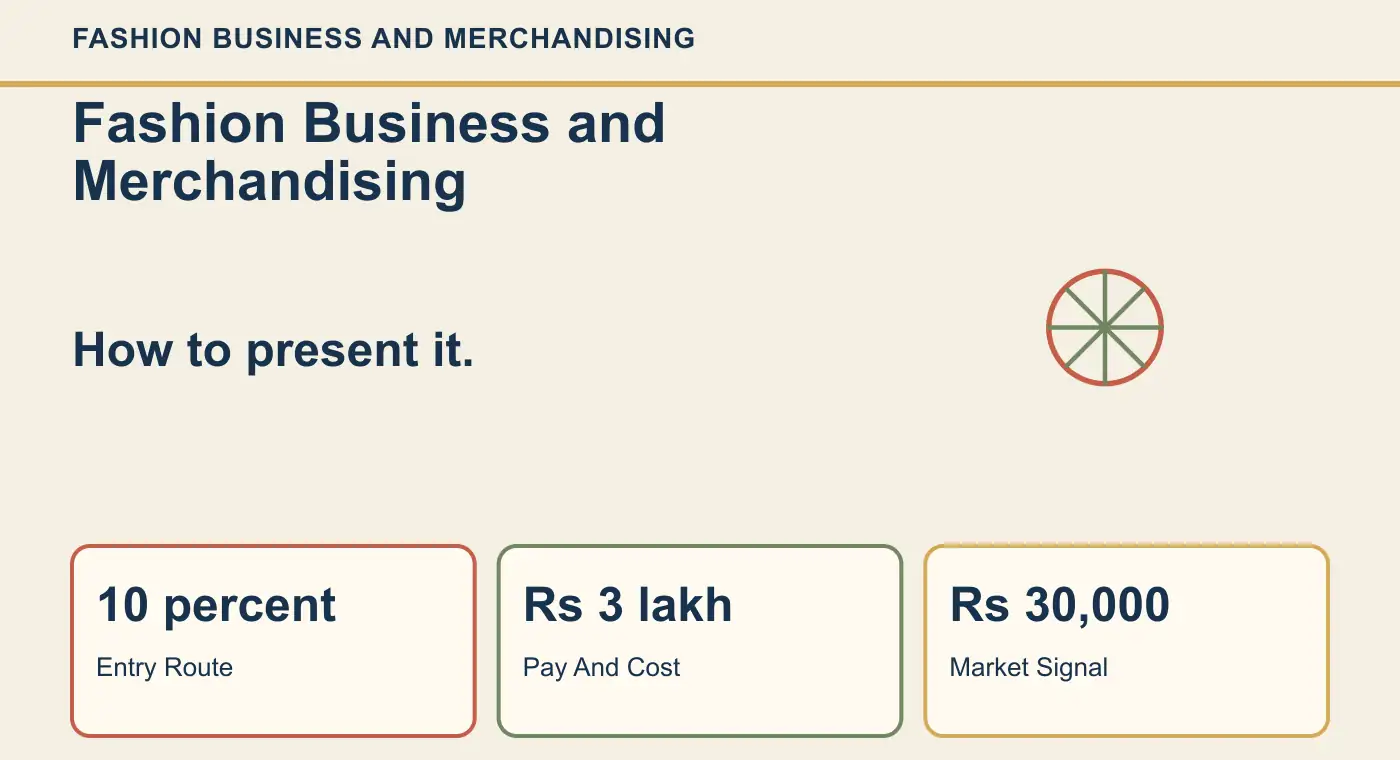 FASHION BUSINESS AND MERCHANDISING
Fashion Business and
Merchandising
How to present it.
10 percent
Entry Route
Rs 3 lakh
Pay And Cost
Rs 30,000
Market Signal